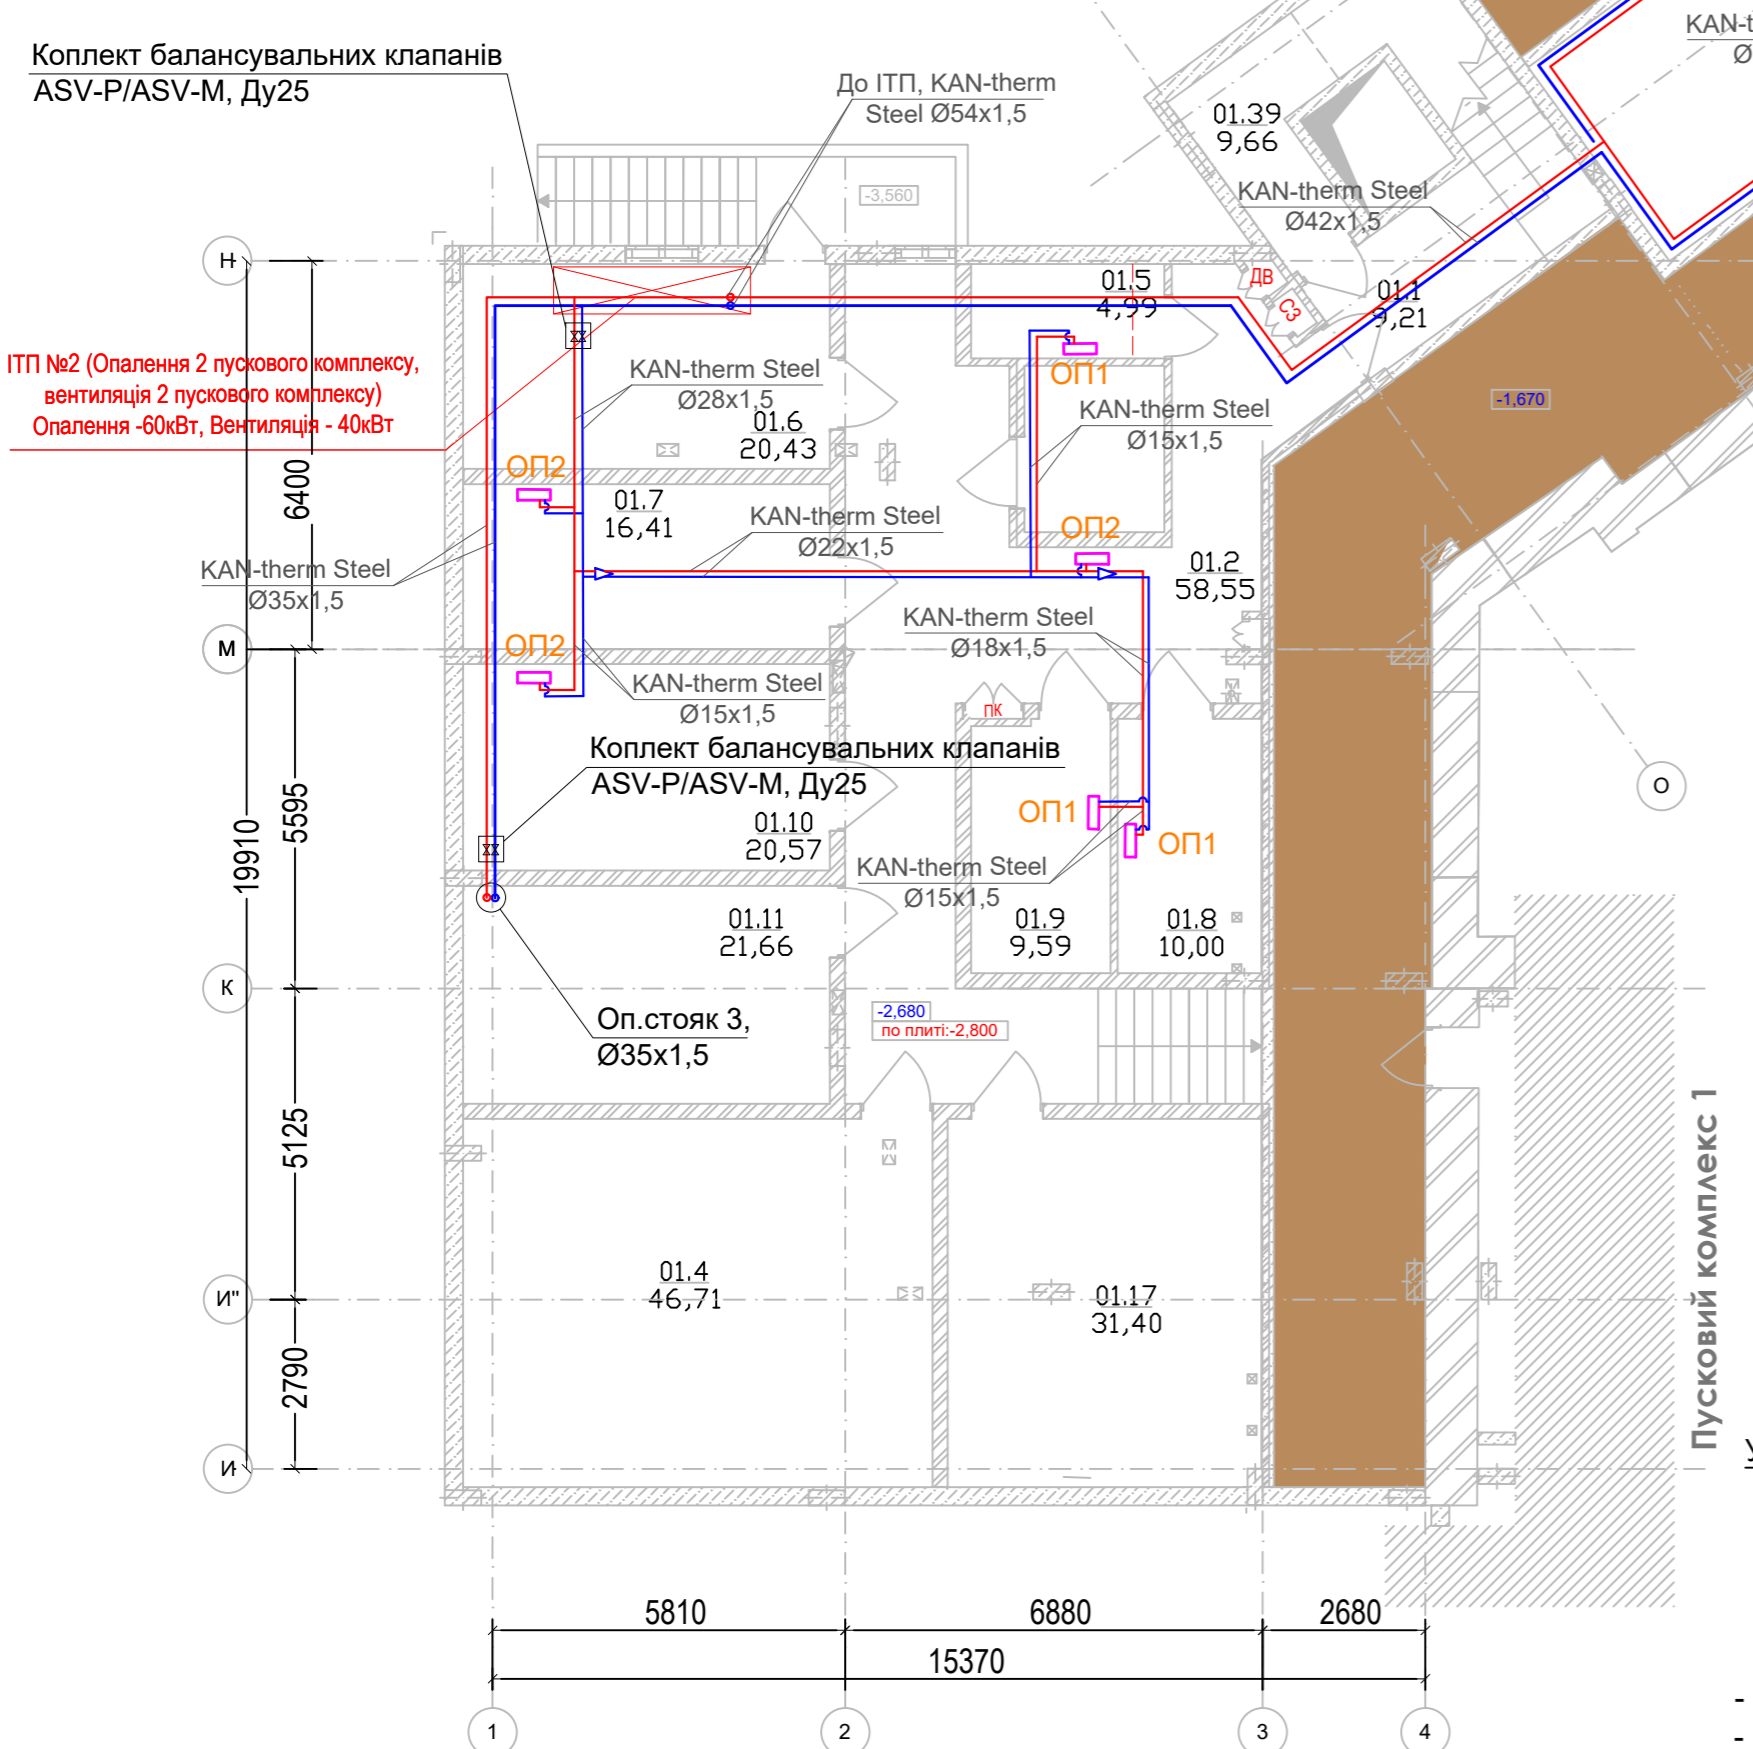 Коплект балансувальних клапанів
ASV-P/ASV-M, Ду25
До ІТП, KAN-therm
Steel Ø54x1,5
01.39
9,66
KAN-therm Steel
Ø42x1,5
-3,560
Н
01.5
4,99
ДВ
СЗ
01.1
9,21
ІТП №2 (Опалення 2 пускового комплексу,
вентиляція 2 пускового комплексу)
Опалення -60кВт, Вентиляція - 40кВт
KAN-therm Steel
Ø28x1,5
01.6
20,43
ОП1
KAN-therm Steel
Ø15x1,5
-1,670
6400
ОП2
01.7
16,41
KAN-therm Steel
Ø22x1,5
ОП2
01.2
58,55
KAN-therm Steel
Ø35x1,5
М
ОП2
KAN-therm Steel
Ø18x1,5
KAN-therm Steel
Ø15x1,5
ПК
Коплект балансувальних клапанів
ASV-P/ASV-M, Ду25
О
5595
19910
01.10
20,57
ОП1
ОП1
KAN-therm Steel
Ø15x1,5
01.11
21,66
01.9
9,59
01.8
10,00
К
-2,680
по плиті:-2,800
Оп.стояк 3,
Ø35x1,5
5125
Пусковий комплекс 1
01.4
46,71
01.17
31,40
И"
2790
И
5810
6880
2680
15370
1
2
3
4